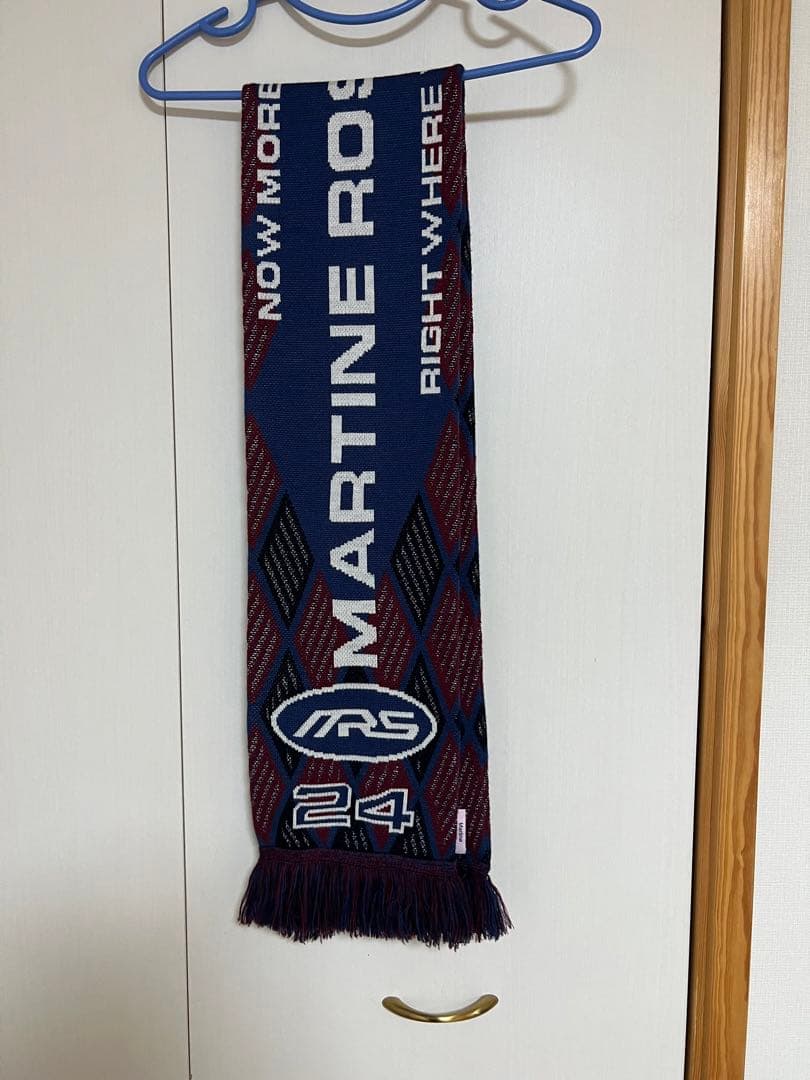 NOW MORE
MARTINE ROS
RIGHT WHERE
MRS
24